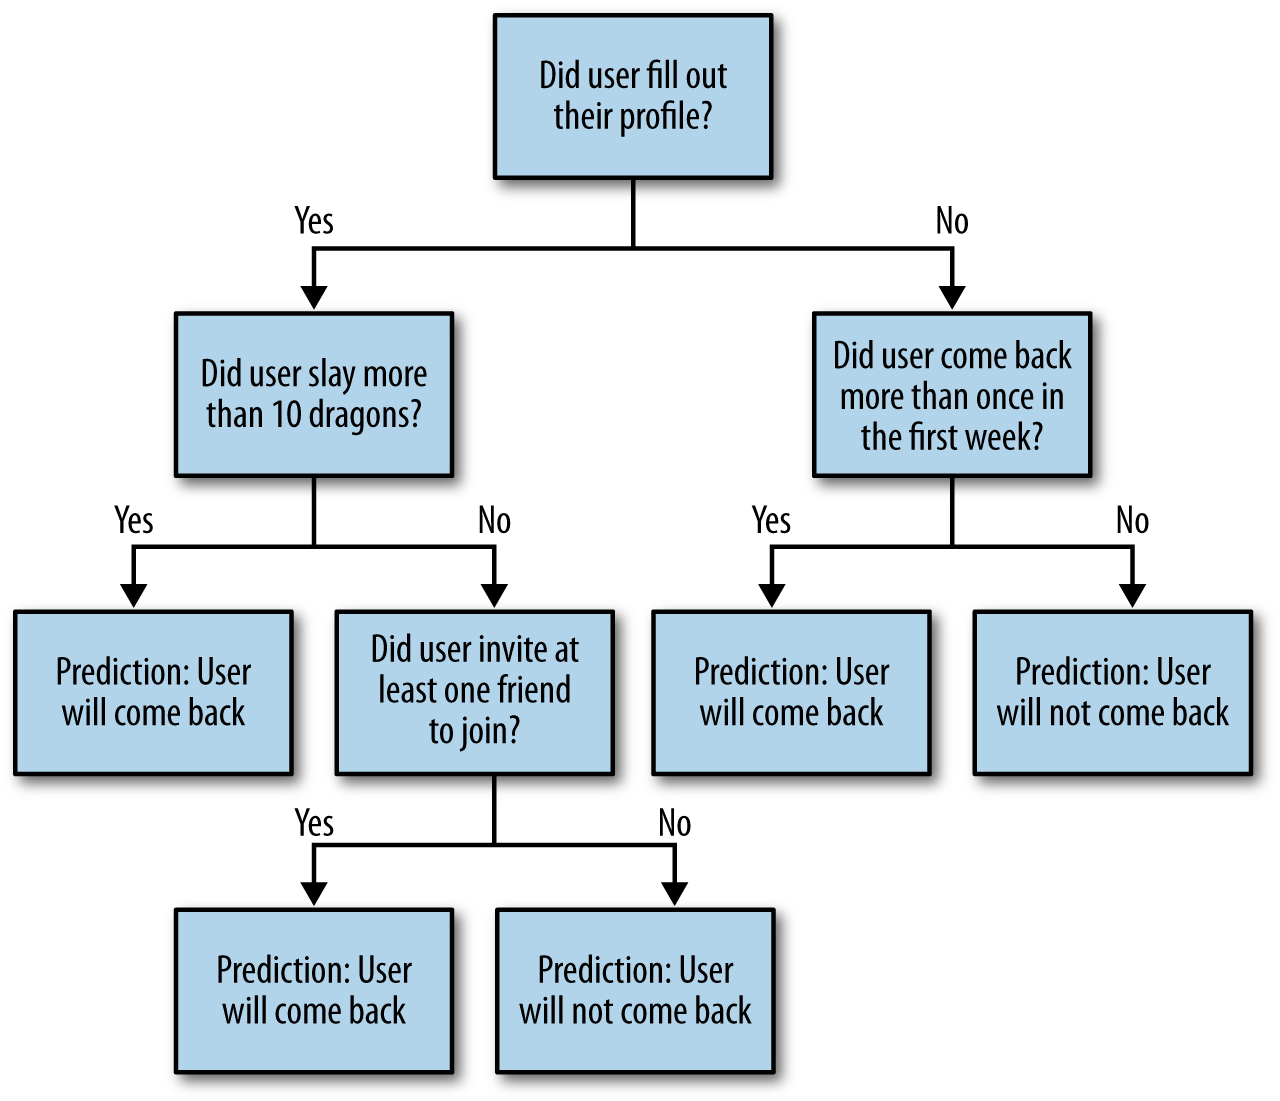 Did user fill out
their profile?
Yes
No
Did user slay more
than 10 dragons?
Did user come back
more than once in
the first week?
Yes
No
Yes
No
Prediction: User
will come back
Did user invite at
least one friend
to join?
Prediction: User
will come back
Prediction: User
will not come back
Yes
No
Prediction: User
will come back
Prediction: User
will not come back